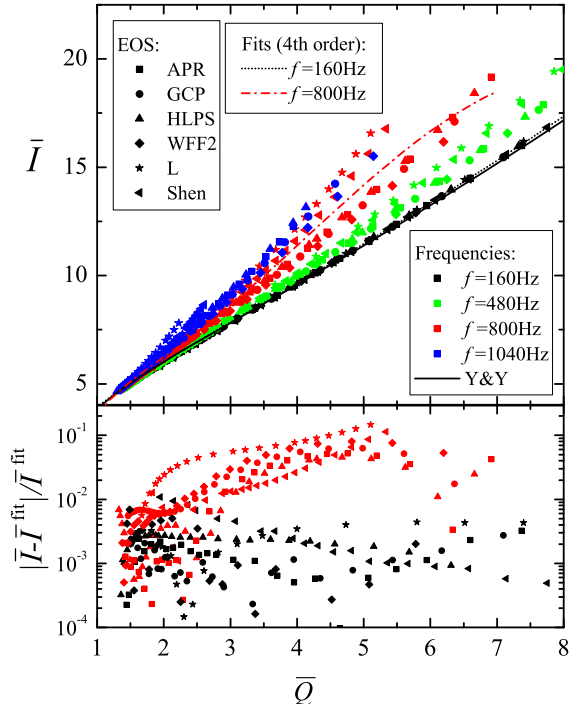 EOS:
APR
GCP
HLPS
WFF2
L
Shen
Fits (4th order):
f=160Hz
f=800Hz
Frequencies:
f=160Hz
f=480Hz
f=800Hz
f=1040Hz
Y&Y
Ī
20
15
10
5
|Ī-Ī^fit|/Ī^fit
10^-1
10^-2
10^-3
10^-4
1 2 3 4 5 6 7 8
Q̅